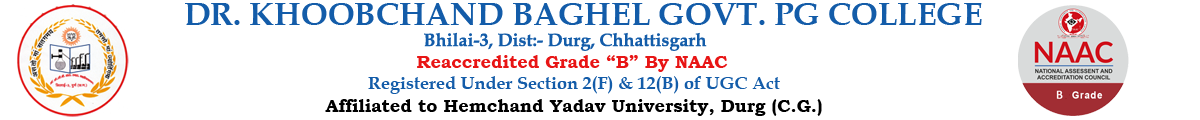 DR. KHOOBCHAND BAGHEL GOVT. PG COLLEGE
Bhilai-3, Dist:- Durg, Chhattisgarh
Reaccredited Grade “B” By NAAC
Registered Under Section 2(F) & 12(B) of UGC Act
Affiliated to Hemchand Yadav University, Durg (C.G.)
NAAC
NATIONAL ASSESSMENT AND
ACCREDITATION COUNCIL
B Grade